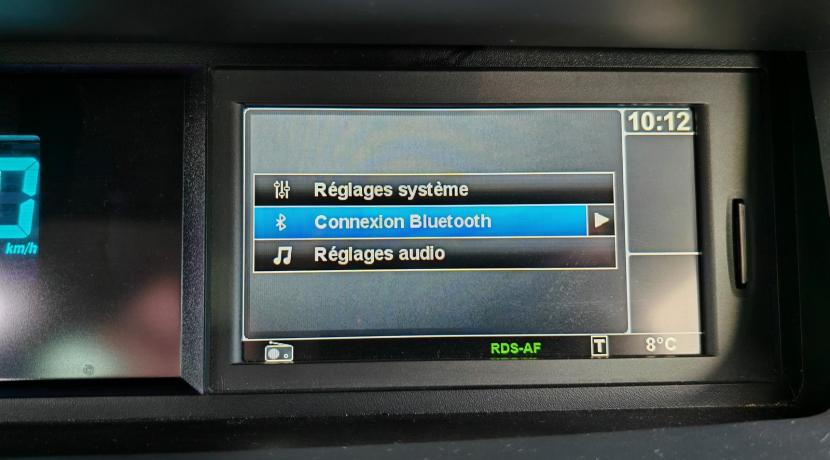 10:12
Réglages système
Connexion Bluetooth
Réglages audio
km/h
RDS-AF
T
8°C